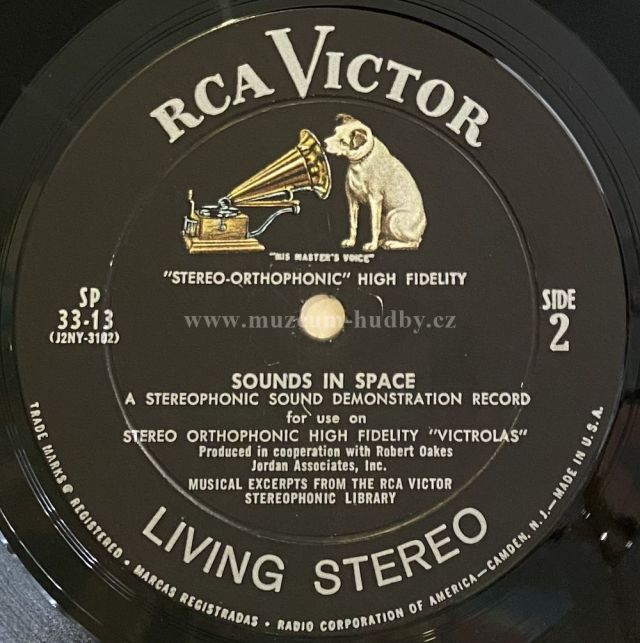 RCA VICTOR
"HIS MASTER'S VOICE"
"STEREO-ORTHOPHONIC" HIGH FIDELITY
SP
33-13
(J2NY-3102)
SIDE
2
www.muzeum-hudby.cz
SOUNDS IN SPACE
A STEREOPHONIC SOUND DEMONSTRATION RECORD
for use on
STEREO ORTHOPHONIC HIGH FIDELITY "VICTROLAS"
Produced in cooperation with Robert Oakes
Jordan Associates, Inc.
MUSICAL EXCERPTS FROM THE RCA VICTOR
STEREOPHONIC LIBRARY
LIVING STEREO
TRADE MARKS ® REGISTERED • MARCAS REGISTRADAS • RADIO CORPORATION OF AMERICA—CAMDEN, N.J.—MADE IN U.S.A.